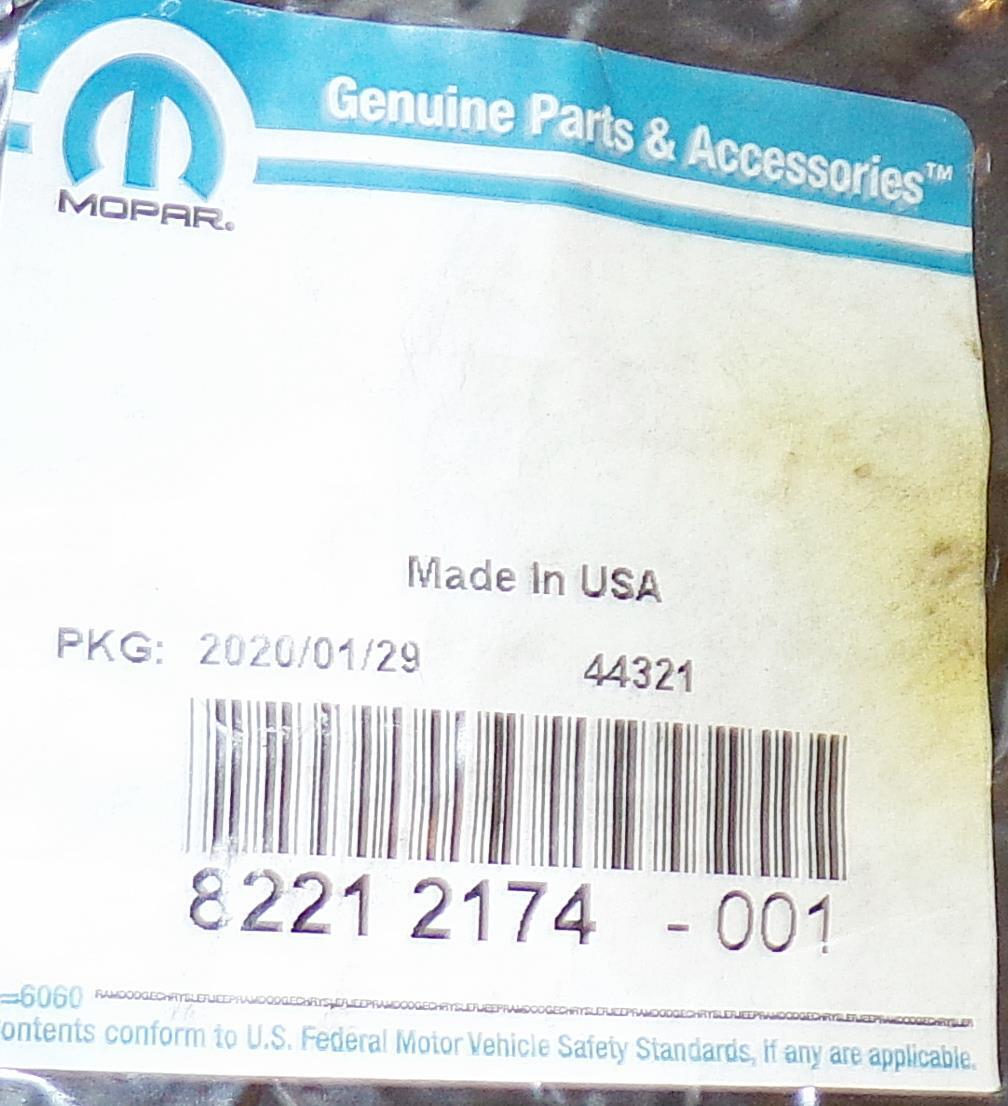 Genuine Parts & Accessories™
MOPAR®
Made In USA
PKG: 2020/01/29 44321
8221 2174 - 001
=6060 RAMDODGECHRYSLERJEEPRAMDODGECHRYSLERJEEPRAMDODGECHRYSLERJEEPRAMDODGECHRYSLERJEEPRAMDODGECHRYSLERJEEPRAMDODGECHRYSLERJEEPRAMDODGECHRYSLER
ontents conform to U.S. Federal Motor Vehicle Safety Standards, if any are applicable.